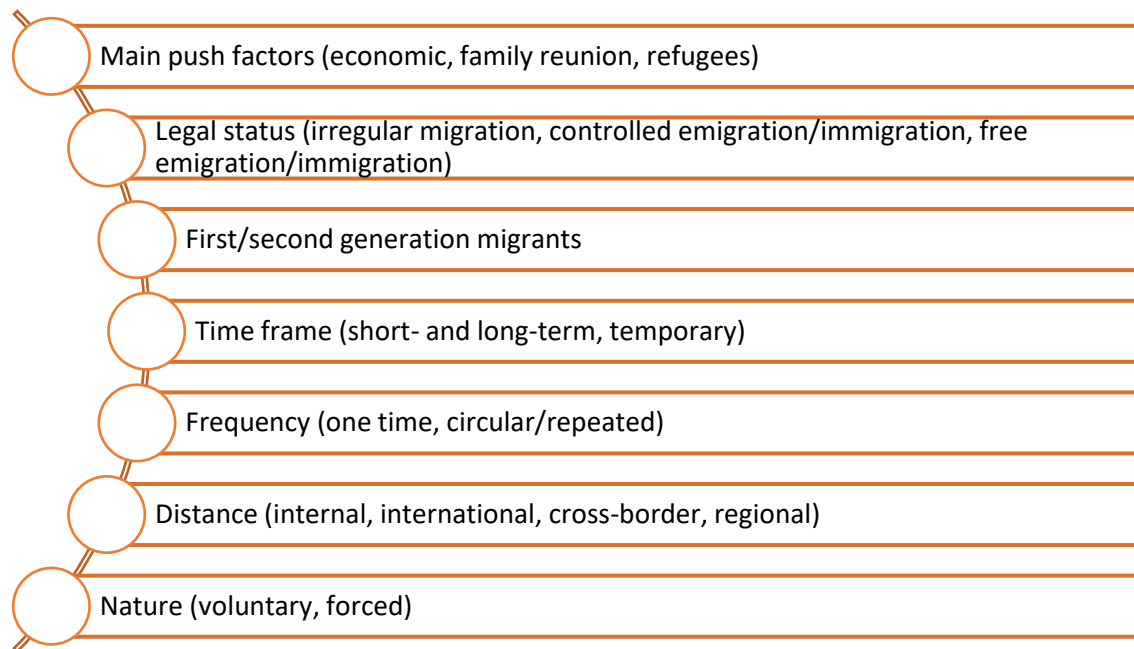 Main push factors (economic, family reunion, refugees)
Legal status (irregular migration, controlled emigration/immigration, free
emigration/immigration)
First/second generation migrants
Time frame (short- and long-term, temporary)
Frequency (one time, circular/repeated)
Distance (internal, international, cross-border, regional)
Nature (voluntary, forced)